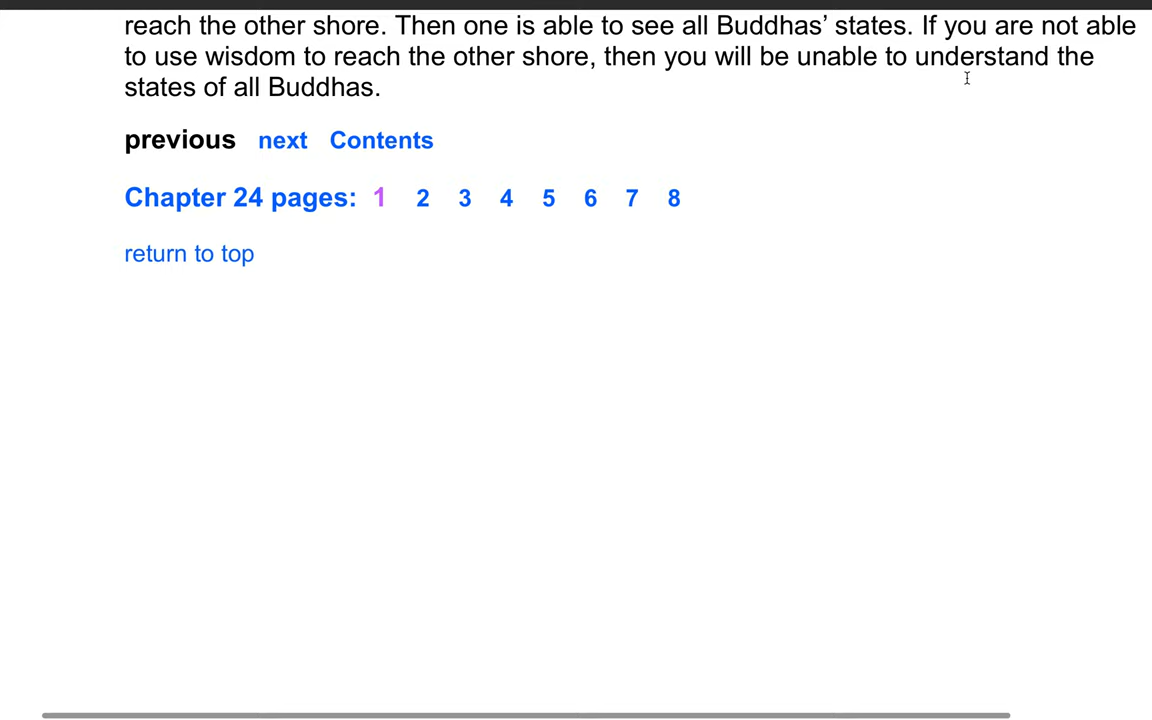 reach the other shore. Then one is able to see all Buddhas’ states. If you are not able
to use wisdom to reach the other shore, then you will be unable to understand the
states of all Buddhas.
previous next Contents
Chapter 24 pages: 1 2 3 4 5 6 7 8
return to top